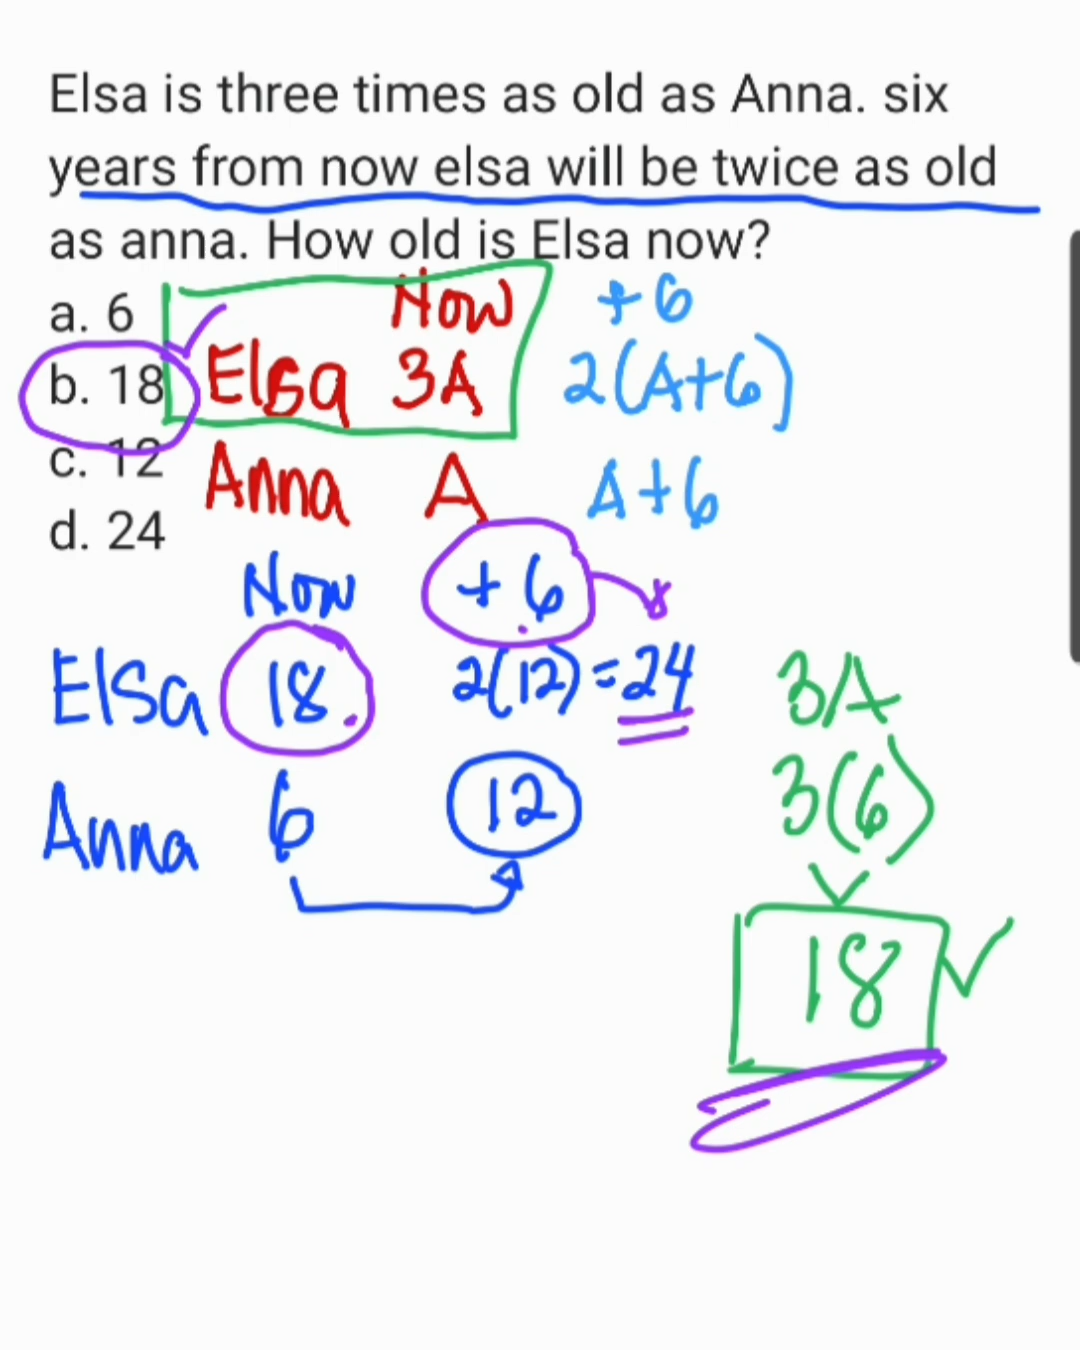 Elsa is three times as old as Anna. six
years from now elsa will be twice as old
as anna. How old is Elsa now?
a. 6
b. 18
c. 12
d. 24
Now +6
Elsa 3A 2(A+6)
Anna A A+6
Now +6
Elsa 18 2(12)=24
Anna 6 12
3A
3(6)
18